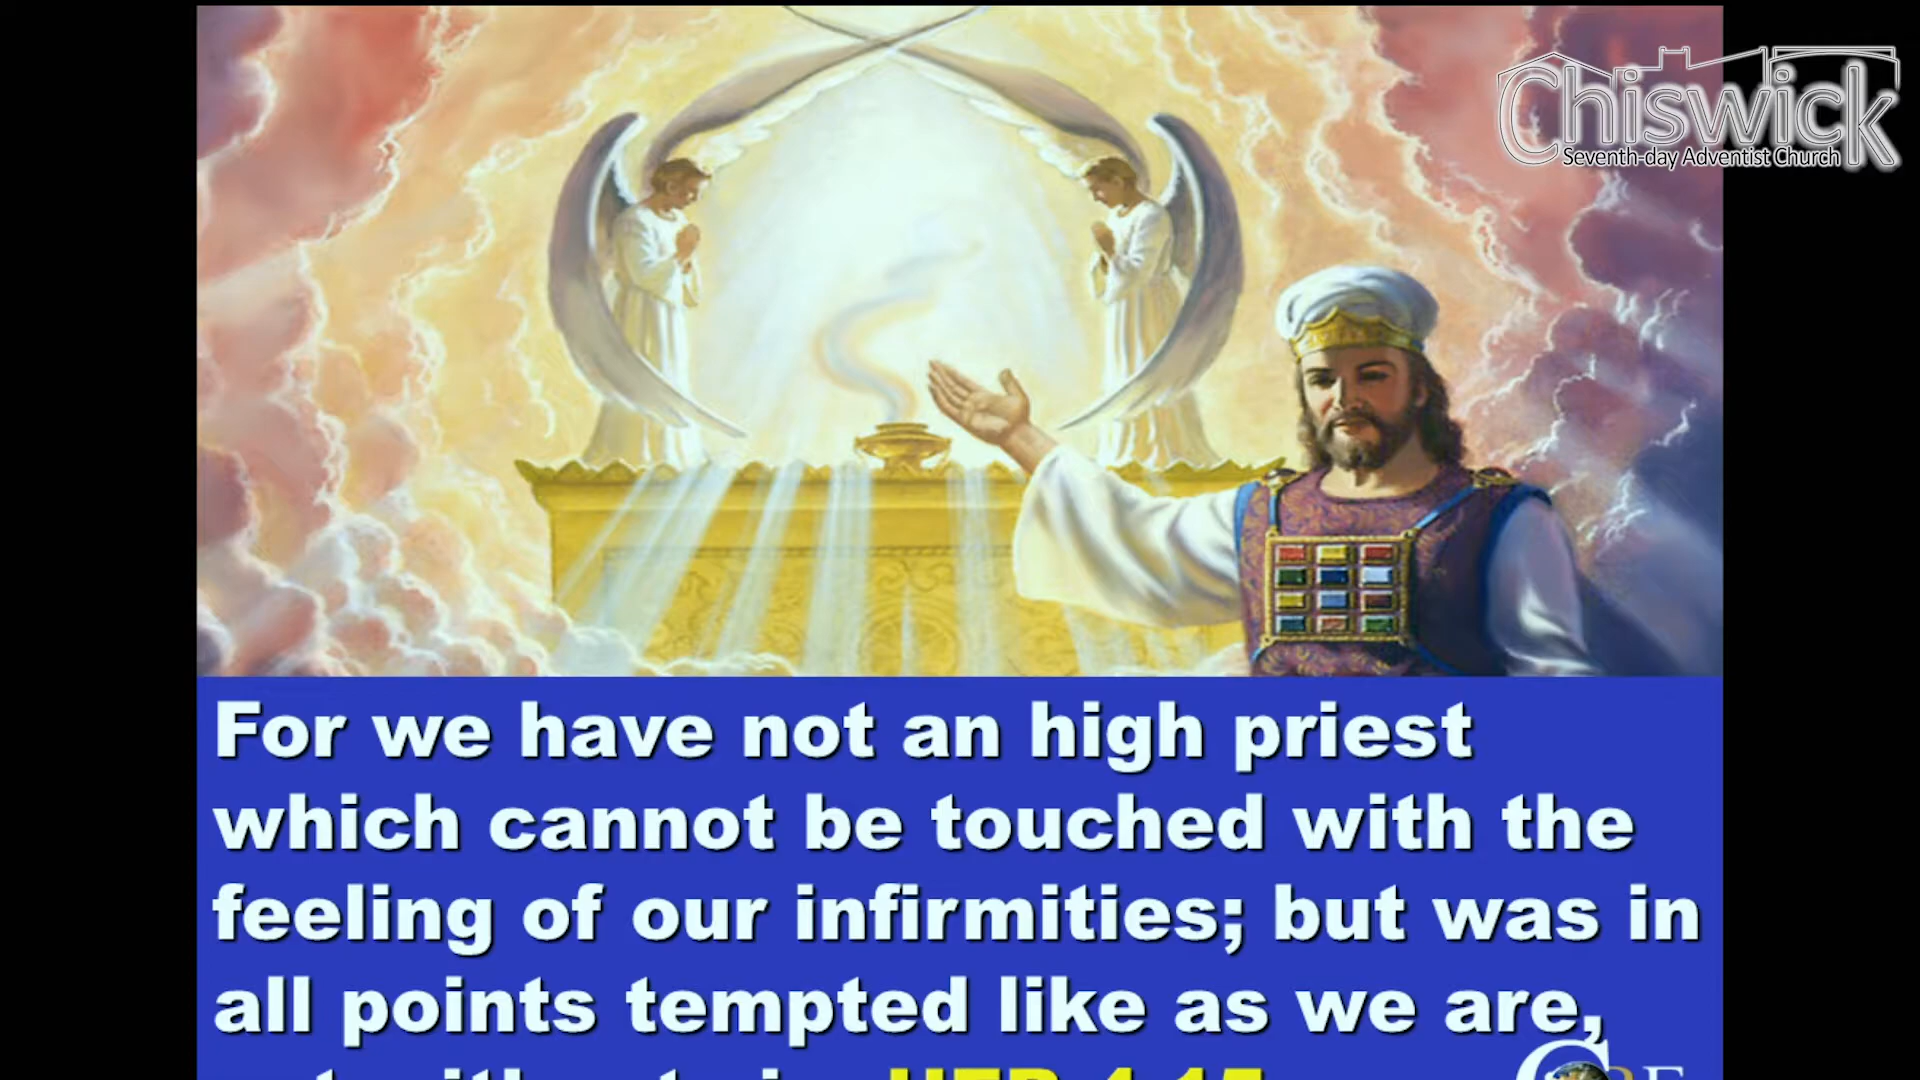 Chiswick
Seventh-day Adventist Church
For we have not an high priest
which cannot be touched with the
feeling of our infirmities; but was in
all points tempted like as we are,